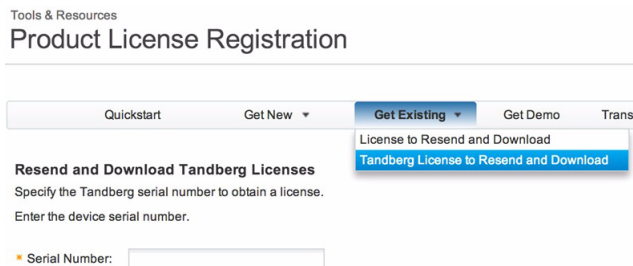 Tools & Resources
Product License Registration
Quickstart Get New Get Existing Get Demo Trans
License to Resend and Download
Tandberg License to Resend and Download
Resend and Download Tandberg Licenses
Specify the Tandberg serial number to obtain a license.
Enter the device serial number.
Serial Number: